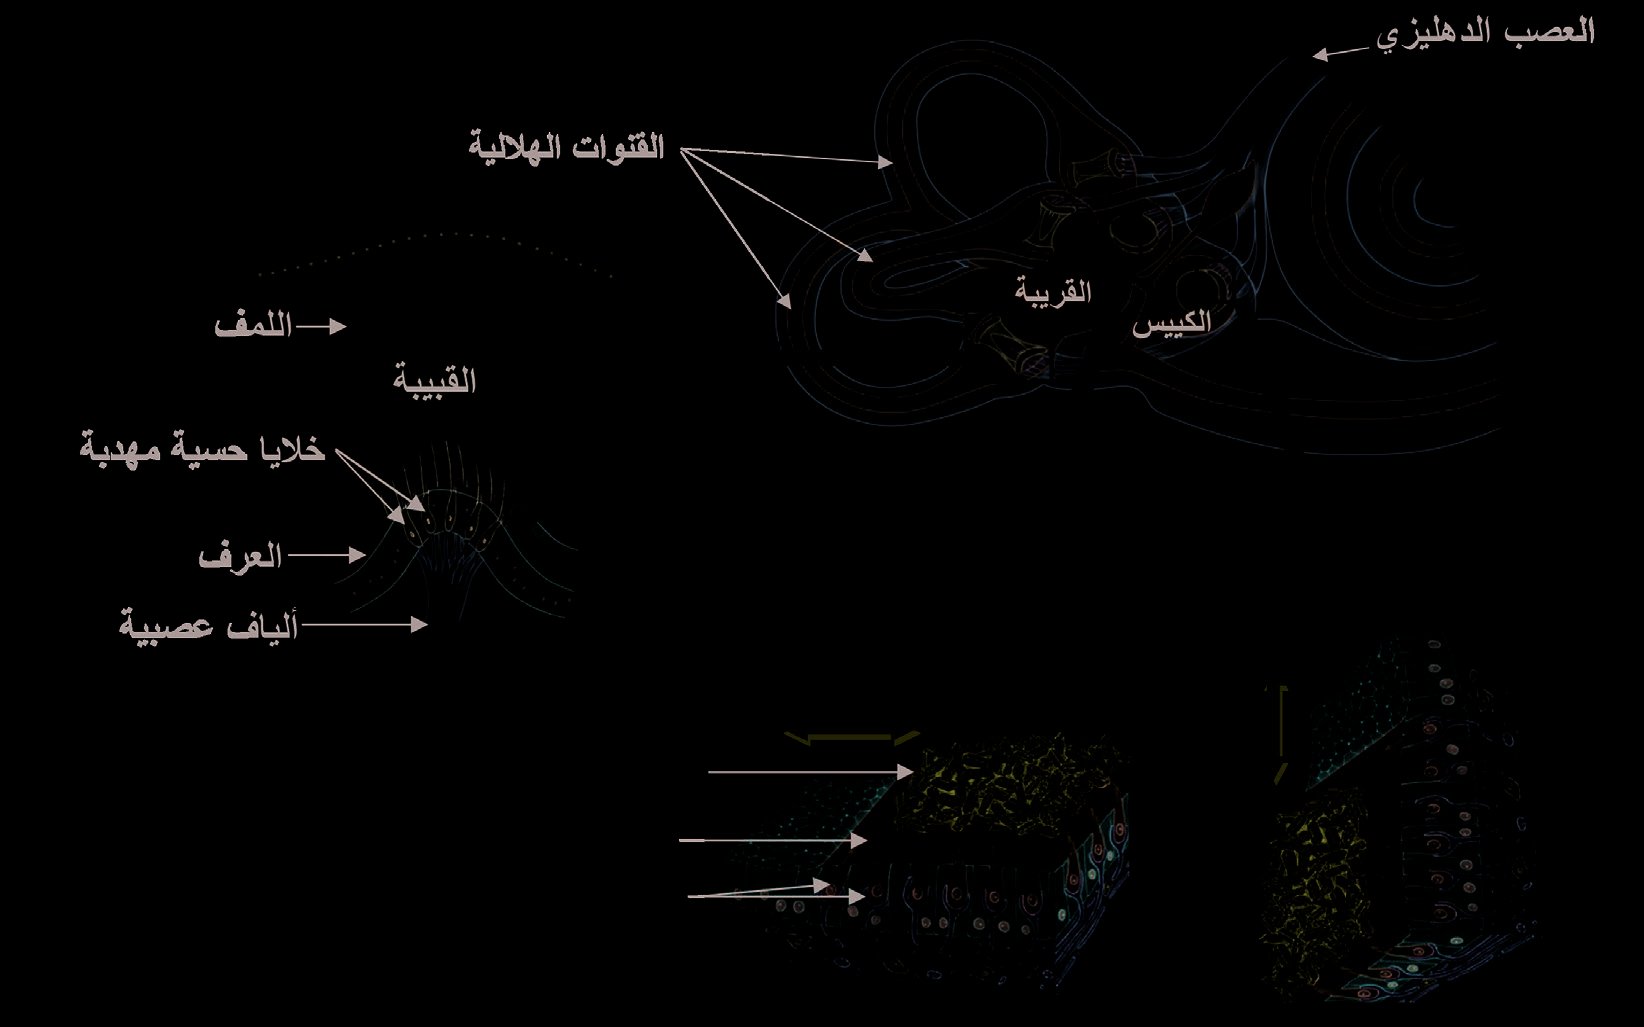 العصب الدهليزي
القنوات الهلالية
القريبة
الكييس
اللمف
القبيبة
خلايا حسية مهدبة
العرف
ألياف عصبية